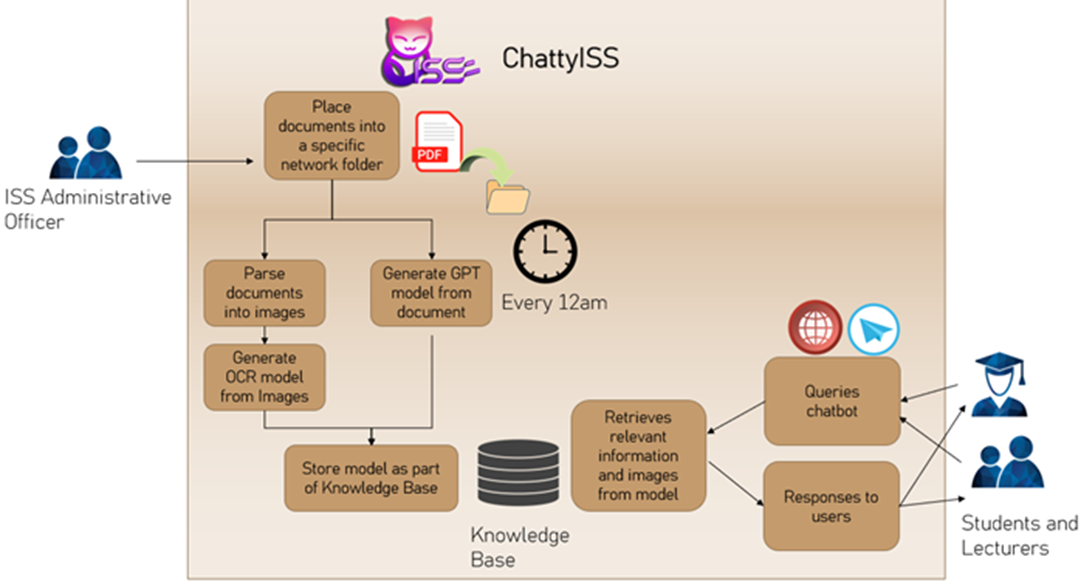 ISS
ChattyISS
Place
documents into
a specific
network folder
PDF
ISS Administrative
Officer
Parse
documents
into images
Generate GPT
model from
document
Every 12am
Generate
OCR model
from Images
Store model as part
of Knowledge Base
Knowledge
Base
Retrieves
relevant
information
and images
from model
Queries
chatbot
Responses to
users
Students and
Lecturers